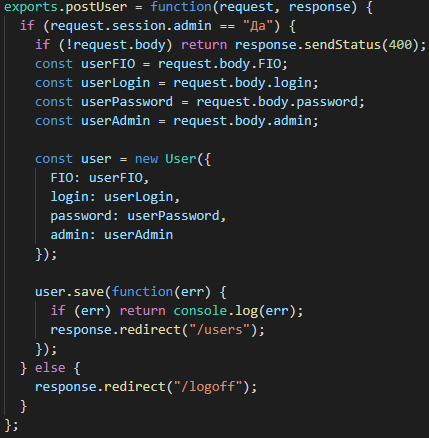 exports.postUser = function(request, response) {
  if (request.session.admin == "Да") {
    if (!request.body) return response.sendStatus(400);
    const userFIO = request.body.FIO;
    const userLogin = request.body.login;
    const userPassword = request.body.password;
    const userAdmin = request.body.admin;

    const user = new User({
      FIO: userFIO,
      login: userLogin,
      password: userPassword,
      admin: userAdmin
    });

    user.save(function(err) {
      if (err) return console.log(err);
      response.redirect("/users");
    });
  } else {
    response.redirect("/logoff");
  }
};